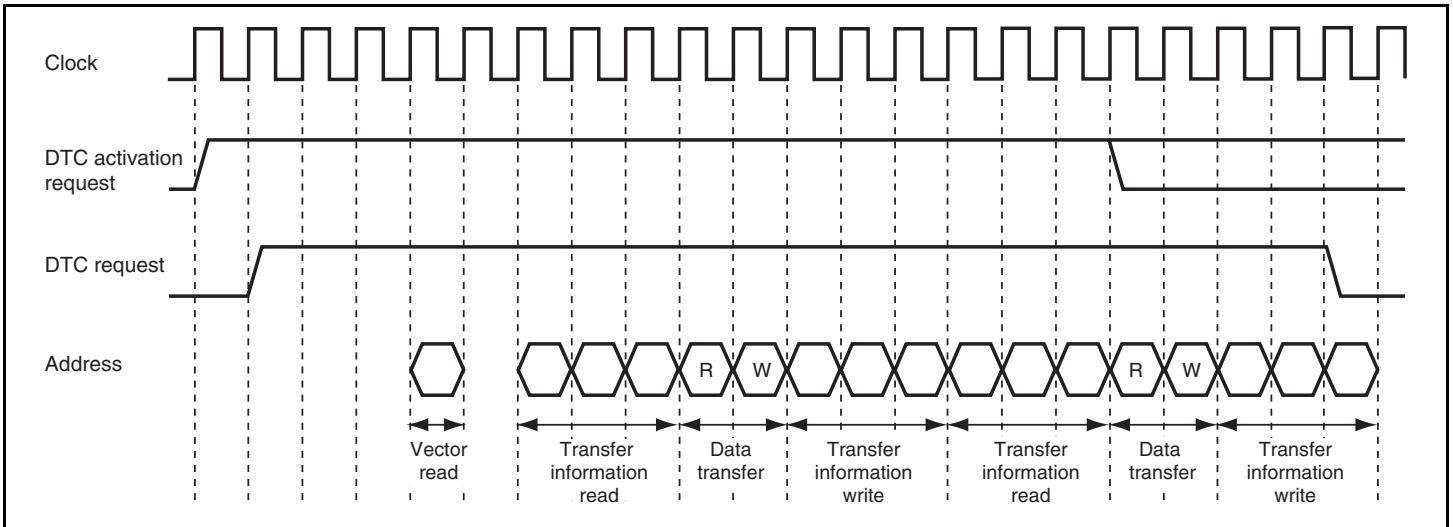 Clock
DTC activation
request
DTC request
Address
R
W
R
W
Vector
read
Transfer
information
read
Data
transfer
Transfer
information
write
Transfer
information
read
Data
transfer
Transfer
information
write